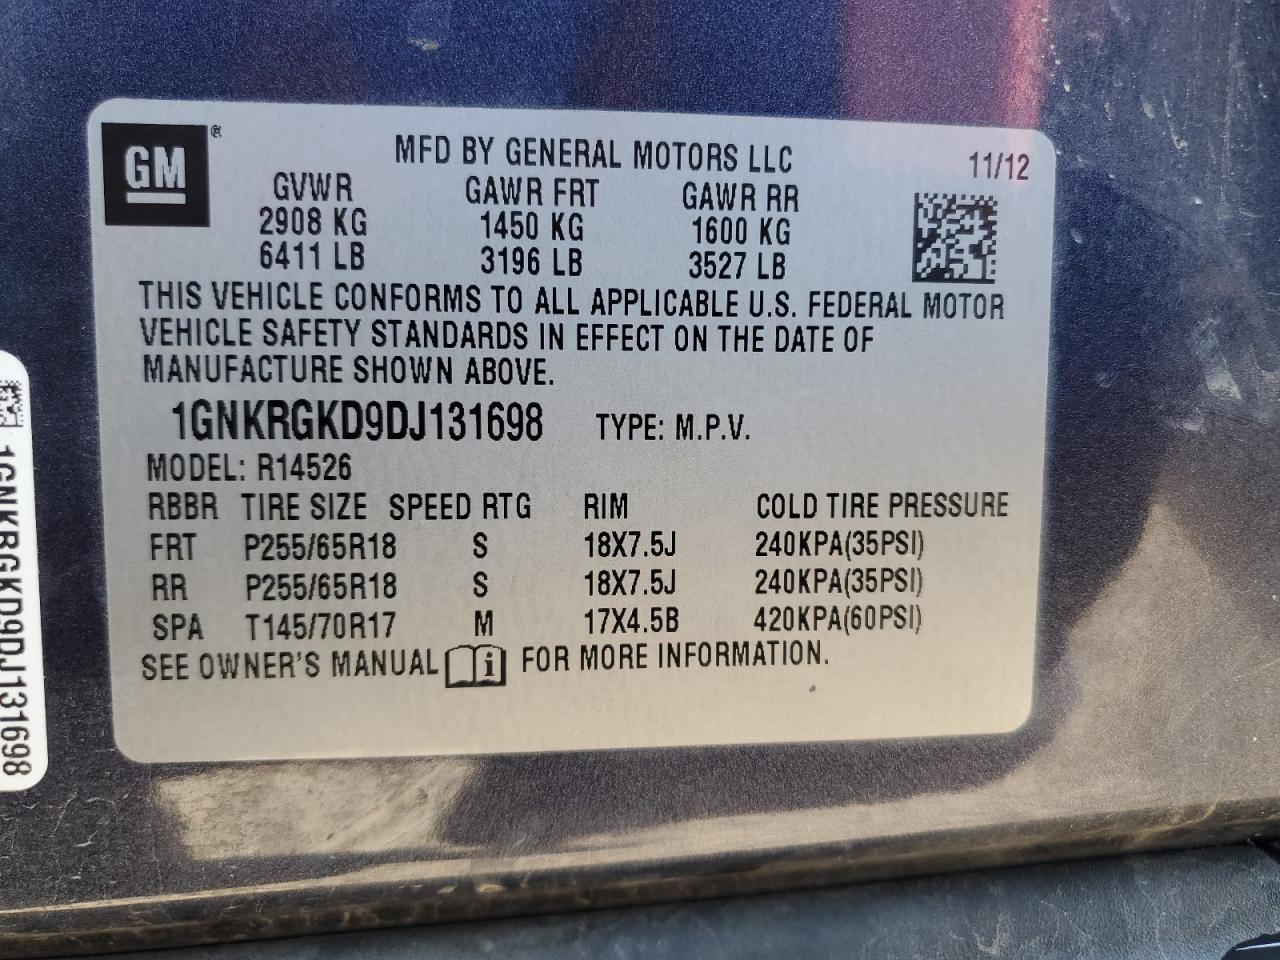 GM ®
MFD BY GENERAL MOTORS LLC 11/12
GVWR GAWR FRT GAWR RR
2908 KG 1450 KG 1600 KG
6411 LB 3196 LB 3527 LB
THIS VEHICLE CONFORMS TO ALL APPLICABLE U.S. FEDERAL MOTOR
VEHICLE SAFETY STANDARDS IN EFFECT ON THE DATE OF
MANUFACTURE SHOWN ABOVE.
1GNKRGKD9DJ131698 TYPE: M.P.V.
MODEL: R14526
RBBR TIRE SIZE SPEED RTG RIM COLD TIRE PRESSURE
FRT P255/65R18 S 18X7.5J 240KPA(35PSI)
RR P255/65R18 S 18X7.5J 240KPA(35PSI)
SPA T145/70R17 M 17X4.5B 420KPA(60PSI)
SEE OWNER'S MANUAL i FOR MORE INFORMATION.
1GNKRGKD9DJ131698